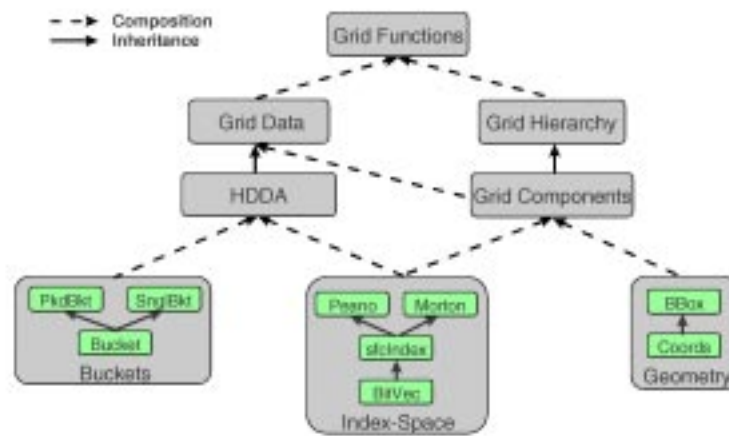 Composition
Inheritance
Grid Functions
Grid Data
Grid Hierarchy
HDDA
Grid Components
PkdBkt
SnglBkt
Bucket
Buckets
Peano
Morton
sfcIndex
BitVec
Index-Space
BBox
Coords
Geometry